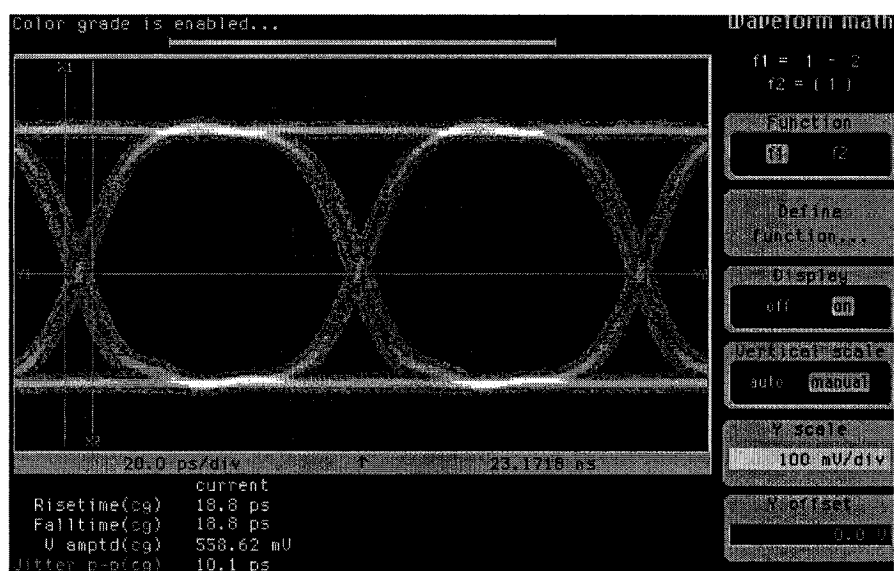 Color grade is enabled...
Waveform math
f1 = 1 - 2
f2 = ( 1 )
Function
f1 f2
Define
function...
Display
off on
Vertical scale
auto manual
Y scale
100 mV/div
Y offset
0.0 V
X1
X2
20.0 ps/div ↑ 23.1718 ns
current
Risetime(cg) 18.8 ps
Falltime(cg) 18.8 ps
V amptd(cg) 558.62 mV
Jitter p-p(cg) 10.1 ps